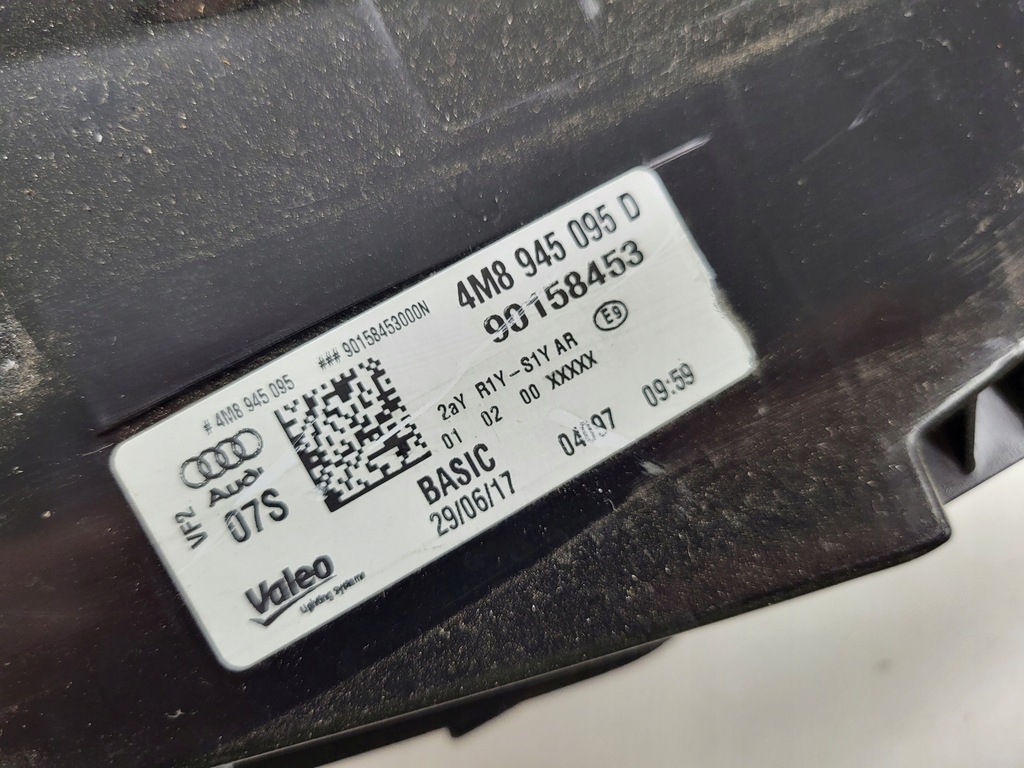 # 4M8 945 095
### 90158453000N
4M8 945 095 D
90158453
Audi
2aY R1Y-S1Y AR E9
01 02 00 XXXXX
VF2
07S
BASIC
29/06/17 04097 09:59
Valeo
Lighting Systems